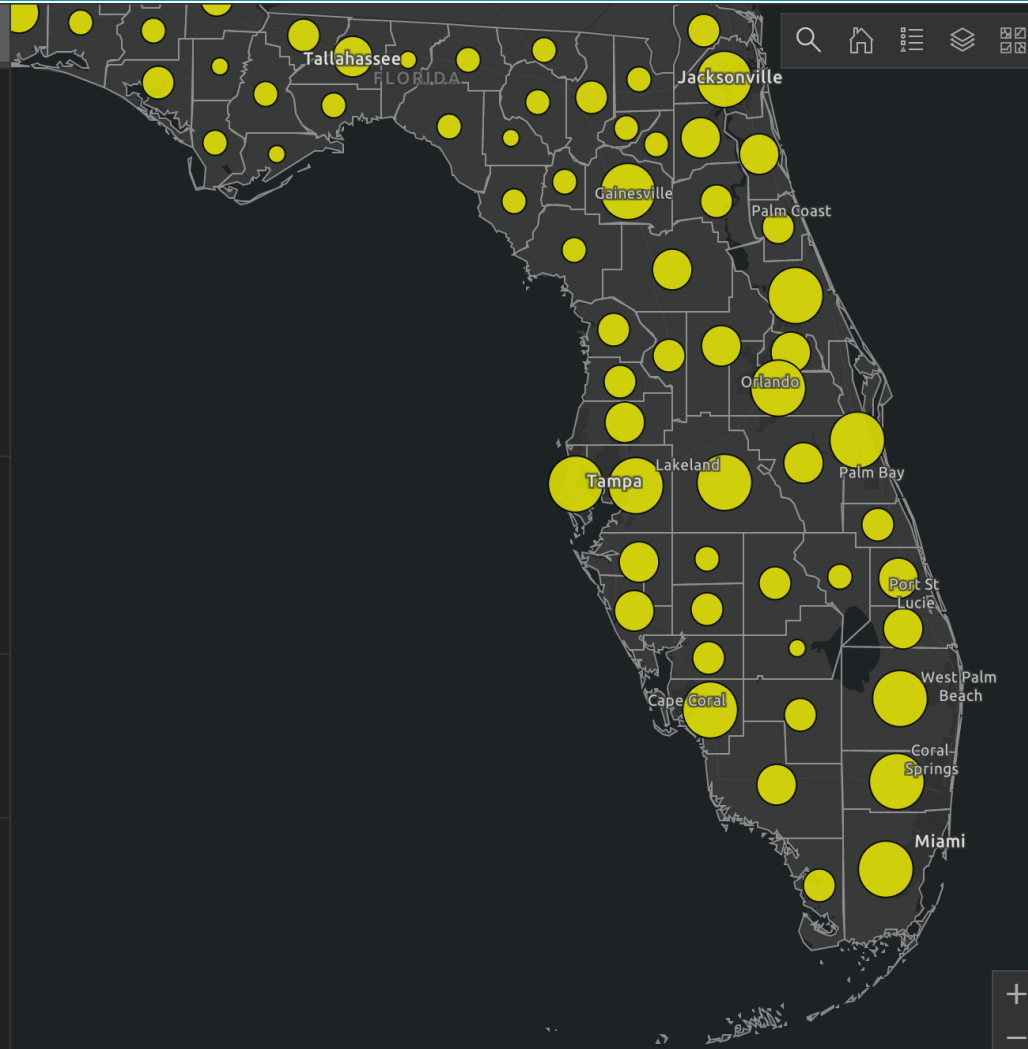 Tallahassee
FLORIDA
Jacksonville
Gainesville
Palm Coast
Orlando
Lakeland
Tampa
Palm Bay
Port St
Lucie
West Palm
Beach
Cape Coral
Coral
Springs
Miami
+
−